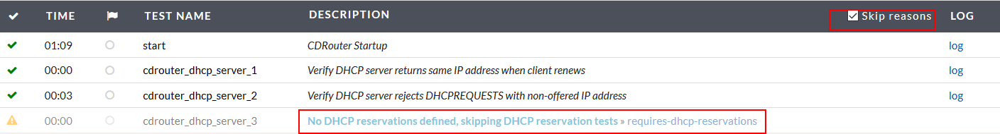 TIME TEST NAME DESCRIPTION Skip reasons LOG
01:09 start CDRouter Startup log
00:00 cdrouter_dhcp_server_1 Verify DHCP server returns same IP address when client renews log
00:03 cdrouter_dhcp_server_2 Verify DHCP server rejects DHCPREQUESTS with non-offered IP address log
00:00 cdrouter_dhcp_server_3 No DHCP reservations defined, skipping DHCP reservation tests » requires-dhcp-reservations